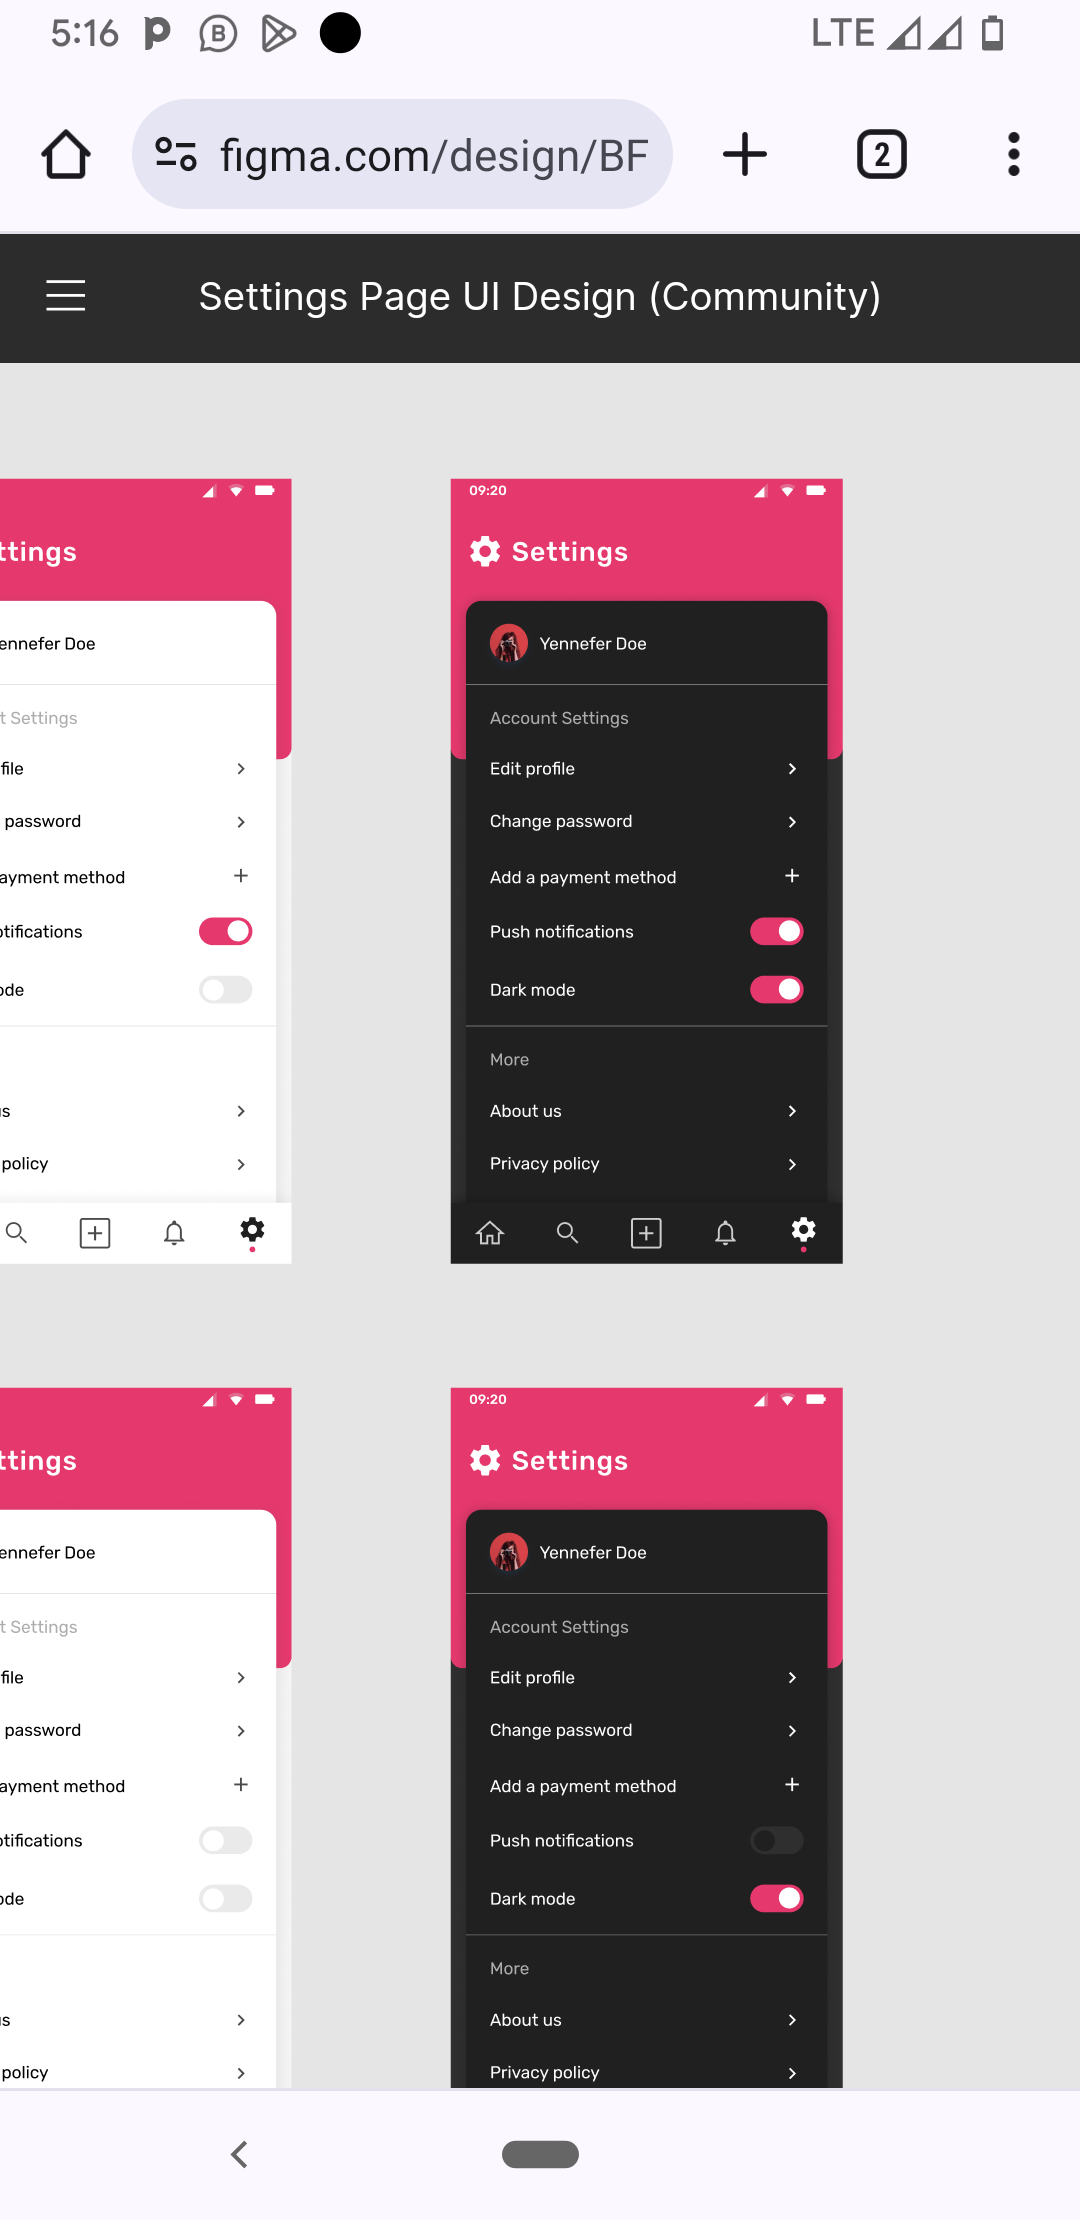 5:16
LTE
figma.com/design/BF
2
Settings Page UI Design (Community)
ttings
ennefer Doe
t Settings
file
password
ayment method
otifications
ode
s
policy
09:20
Settings
Yennefer Doe
Account Settings
Edit profile
Change password
Add a payment method
Push notifications
Dark mode
More
About us
Privacy policy
ttings
ennefer Doe
t Settings
file
password
ayment method
otifications
ode
s
policy
09:20
Settings
Yennefer Doe
Account Settings
Edit profile
Change password
Add a payment method
Push notifications
Dark mode
More
About us
Privacy policy